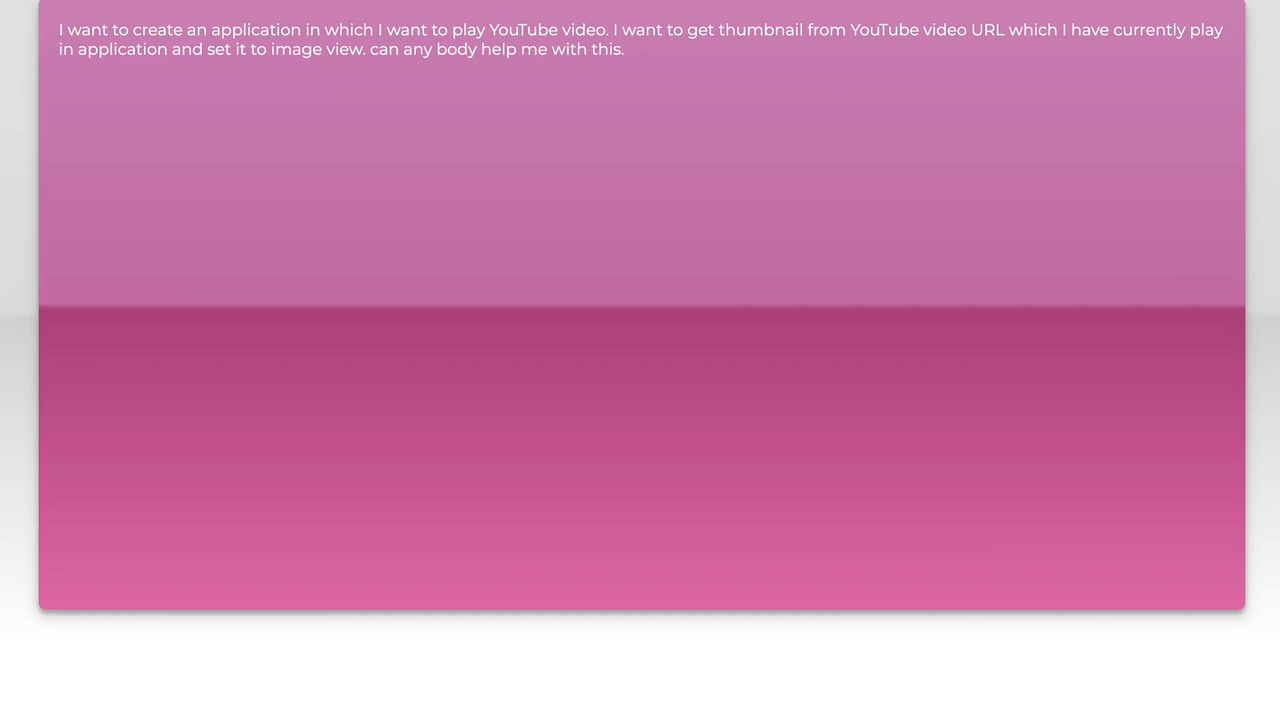 I want to create an application in which I want to play YouTube video. I want to get thumbnail from YouTube video URL which I have currently play
in application and set it to image view. can any body help me with this.